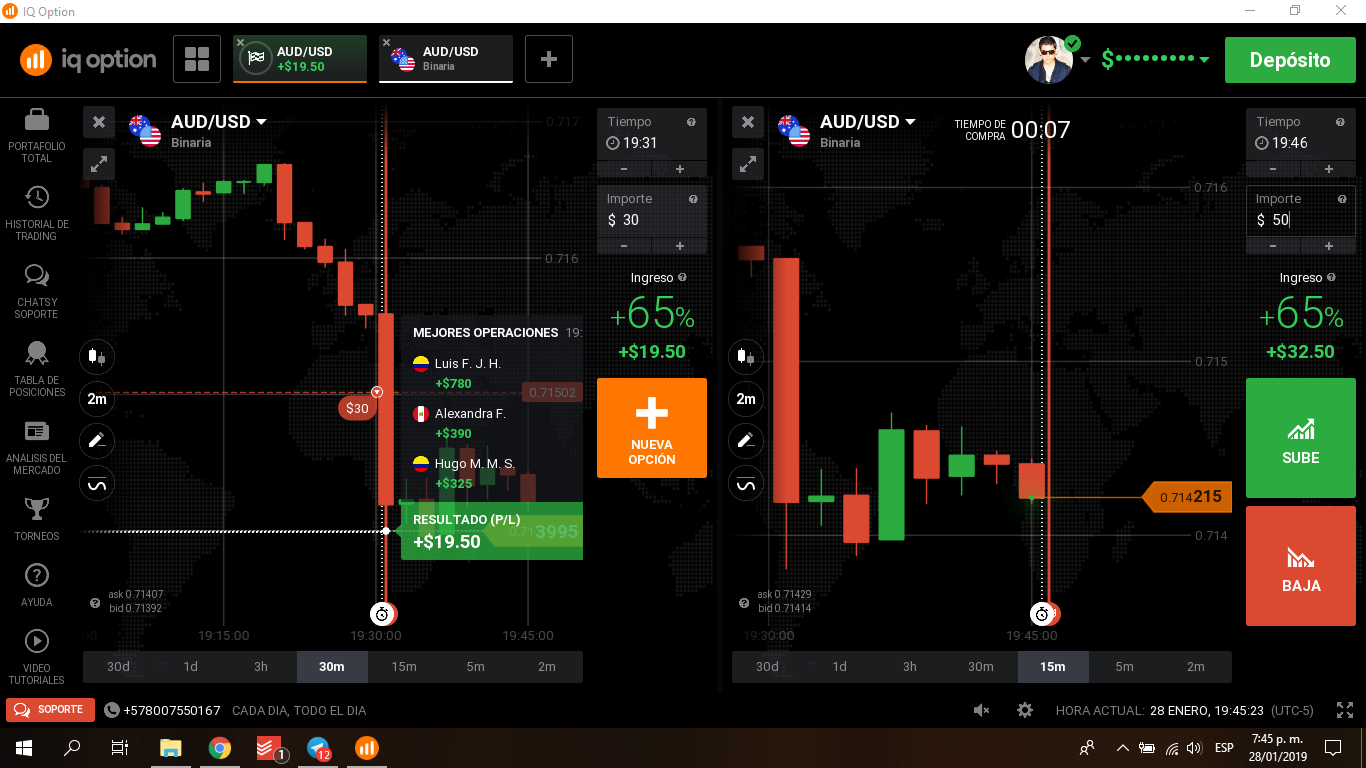 IQ Option
iq option
AUD/USD
+$19.50
AUD/USD
Binaria
$•••••••••
Depósito
PORTAFOLIO
TOTAL
HISTORIAL DE
TRADING
CHATS Y
SOPORTE
TABLA DE
POSICIONES
ANALISIS DEL
MERCADO
TORNEOS
AYUDA
VIDEO
TUTORIALES
AUD/USD
Binaria
0.717
0.716
2m
$30
0.71502
MEJORES OPERACIONES 19:
Luis F. J. H.
+$780
Alexandra F.
+$390
Hugo M. M. S.
+$325
RESULTADO (P/L)
+$19.50
0.713995
ask 0.71407
bid 0.71392
19:15:00 19:30:00 19:45:00
30d 1d 3h 30m 15m 5m 2m
Tiempo
19:31
- +
Importe
$ 30
- +
Ingreso
+65%
+$19.50
NUEVA
OPCIÓN
AUD/USD
Binaria
TIEMPO DE
COMPRA
00:07
0.716
0.715
2m
0.714215
0.714
ask 0.71429
bid 0.71414
19:30:00 19:45:00
30d 1d 3h 30m 15m 5m 2m
Tiempo
19:46
- +
Importe
$ 50
- +
Ingreso
+65%
+$32.50
SUBE
BAJA
SOPORTE
+578007550167 CADA DIA, TODO EL DIA
HORA ACTUAL: 28 ENERO, 19:45:23 (UTC-5)
1
12
ESP
7:45 p. m.
28/01/2019